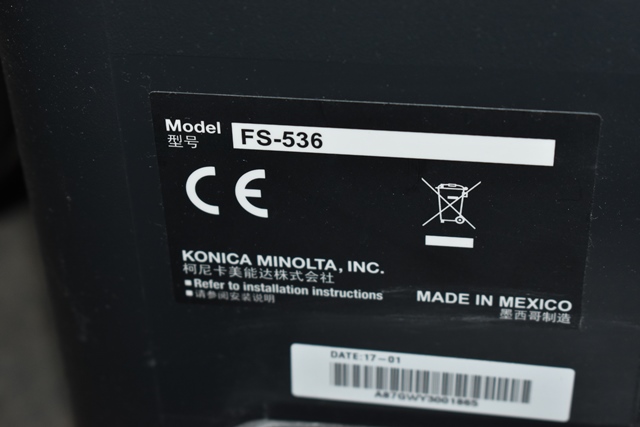 Model FS-536
型号
CE
KONICA MINOLTA, INC.
柯尼卡美能达株式会社
■Refer to installation instructions
■请参阅安装说明
MADE IN MEXICO
墨西哥制造
DATE:17-01
A87GWY3001885